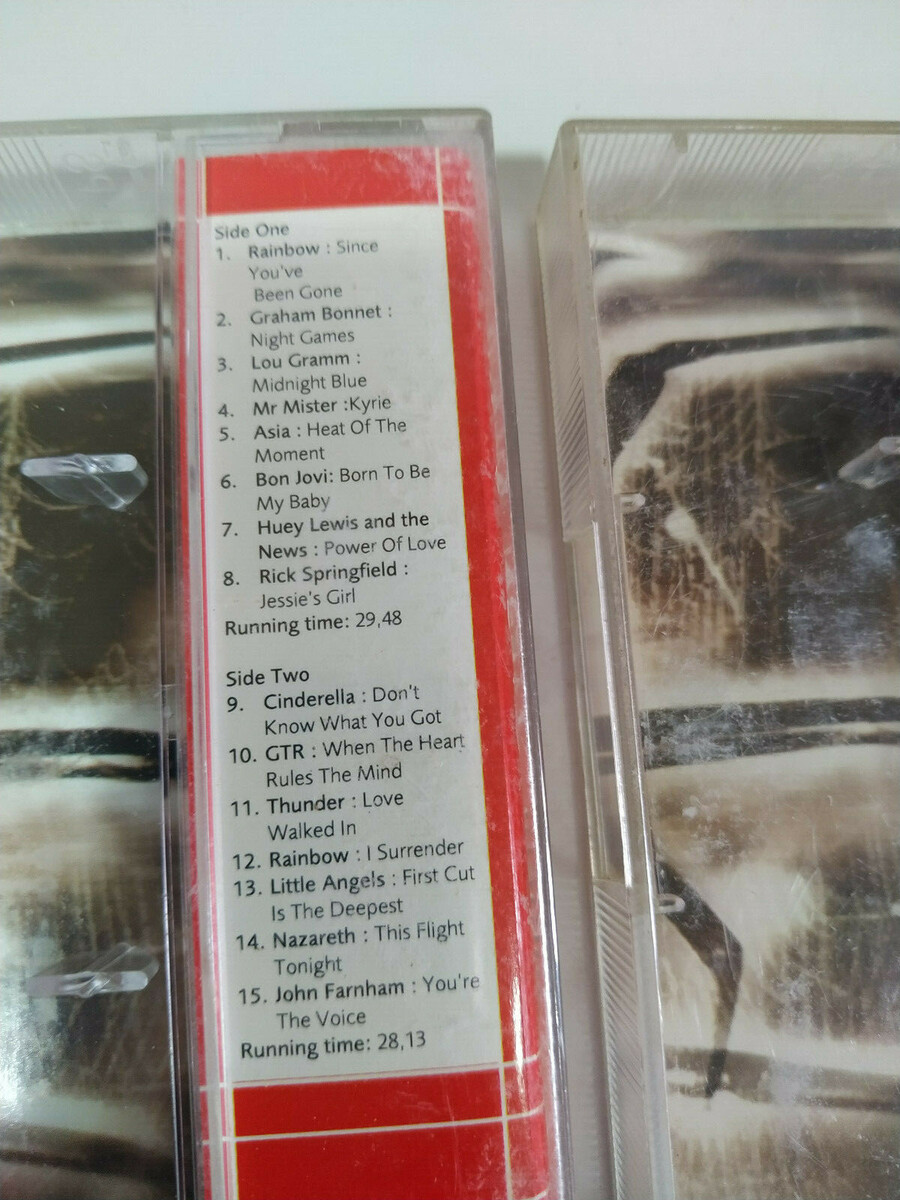 Side One
1. Rainbow : Since
You've
Been Gone
2. Graham Bonnet :
Night Games
3. Lou Gramm :
Midnight Blue
4. Mr Mister :Kyrie
5. Asia : Heat Of The
Moment
6. Bon Jovi: Born To Be
My Baby
7. Huey Lewis and the
News : Power Of Love
8. Rick Springfield :
Jessie's Girl
Running time: 29,48
Side Two
9. Cinderella : Don't
Know What You Got
10. GTR : When The Heart
Rules The Mind
11. Thunder : Love
Walked In
12. Rainbow : I Surrender
13. Little Angels : First Cut
Is The Deepest
14. Nazareth : This Flight
Tonight
15. John Farnham : You're
The Voice
Running time: 28,13